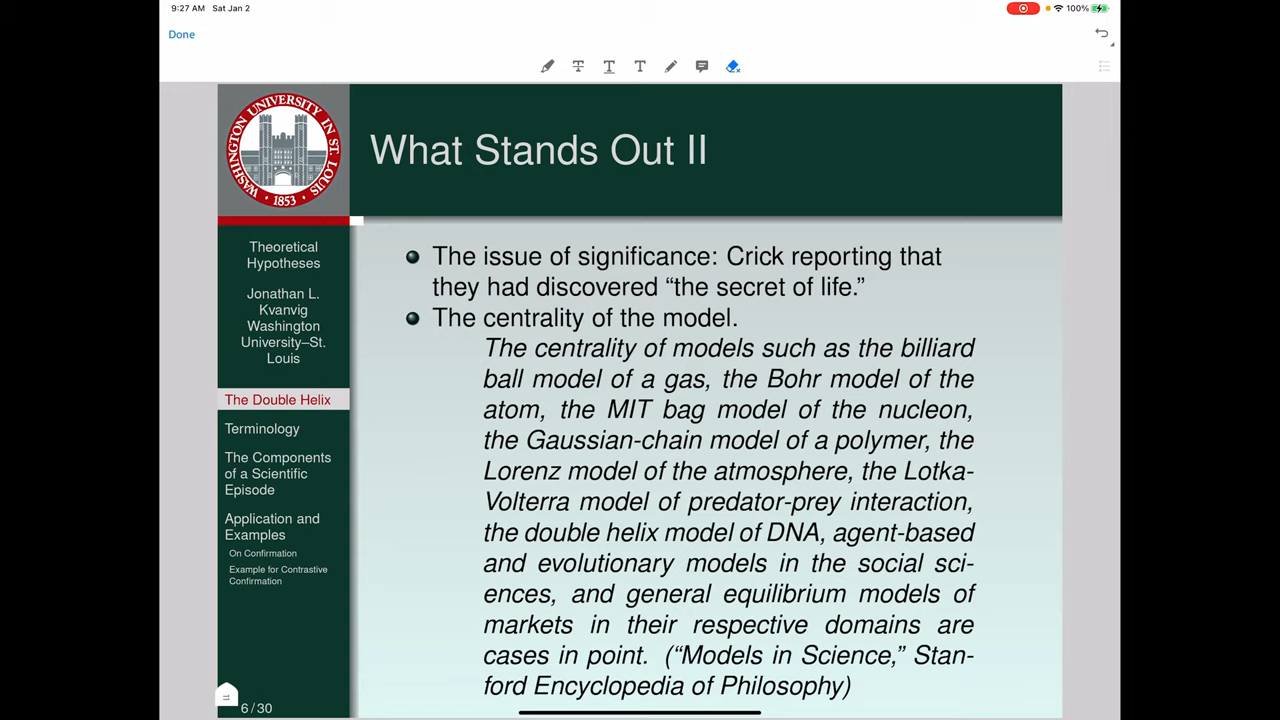 9:27 AM Sat Jan 2
100%
Done
WASHINGTON·UNIVERSITY·IN·ST.LOUIS·
1853
What Stands Out II
Theoretical
Hypotheses
Jonathan L.
Kvanvig
Washington
University–St.
Louis
The Double Helix
Terminology
The Components
of a Scientific
Episode
Application and
Examples
On Confirmation
Example for Contrastive
Confirmation
6 / 30
The issue of significance: Crick reporting that
they had discovered “the secret of life.”
The centrality of the model.
The centrality of models such as the billiard
ball model of a gas, the Bohr model of the
atom, the MIT bag model of the nucleon,
the Gaussian-chain model of a polymer, the
Lorenz model of the atmosphere, the Lotka-
Volterra model of predator-prey interaction,
the double helix model of DNA, agent-based
and evolutionary models in the social sci-
ences, and general equilibrium models of
markets in their respective domains are
cases in point. (“Models in Science,” Stan-
ford Encyclopedia of Philosophy)